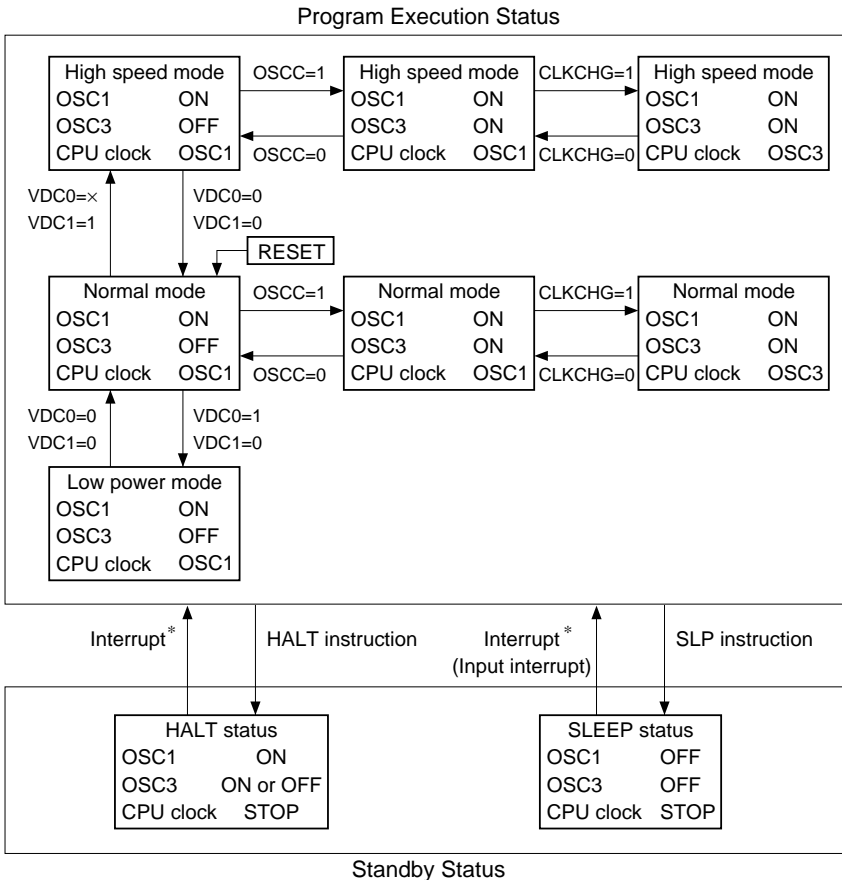 Program Execution Status
High speed mode
OSC1 ON
OSC3 OFF
CPU clock OSC1
OSCC=1
OSCC=0
High speed mode
OSC1 ON
OSC3 ON
CPU clock OSC1
CLKCHG=1
CLKCHG=0
High speed mode
OSC1 ON
OSC3 ON
CPU clock OSC3
VDC0=×
VDC1=1
VDC0=0
VDC1=0
RESET
Normal mode
OSC1 ON
OSC3 OFF
CPU clock OSC1
OSCC=1
OSCC=0
Normal mode
OSC1 ON
OSC3 ON
CPU clock OSC1
CLKCHG=1
CLKCHG=0
Normal mode
OSC1 ON
OSC3 ON
CPU clock OSC3
VDC0=0
VDC1=0
VDC0=1
VDC1=0
Low power mode
OSC1 ON
OSC3 OFF
CPU clock OSC1
Interrupt*
HALT instruction
Interrupt*
(Input interrupt)
SLP instruction
HALT status
OSC1 ON
OSC3 ON or OFF
CPU clock STOP
SLEEP status
OSC1 OFF
OSC3 OFF
CPU clock STOP
Standby Status